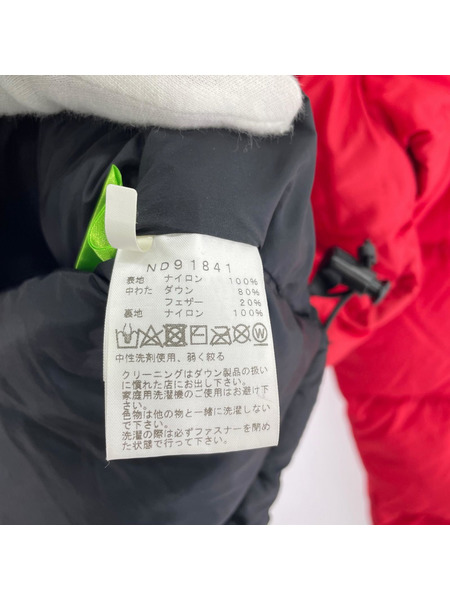 ND91841
表地 ナイロン 100%
中わた ダウン 80%
フェザー 20%
裏地 ナイロン 100%
中性洗剤使用、弱く絞る
クリーニングはダウン製品の扱い
に慣れた店にお出し下さい。
家庭用洗濯機のご使用はお避け下
さい。
色物は他の物と一緒に洗濯しない
で下さい。
洗濯の際は必ずファスナーを閉め
た状態で行って下さい。